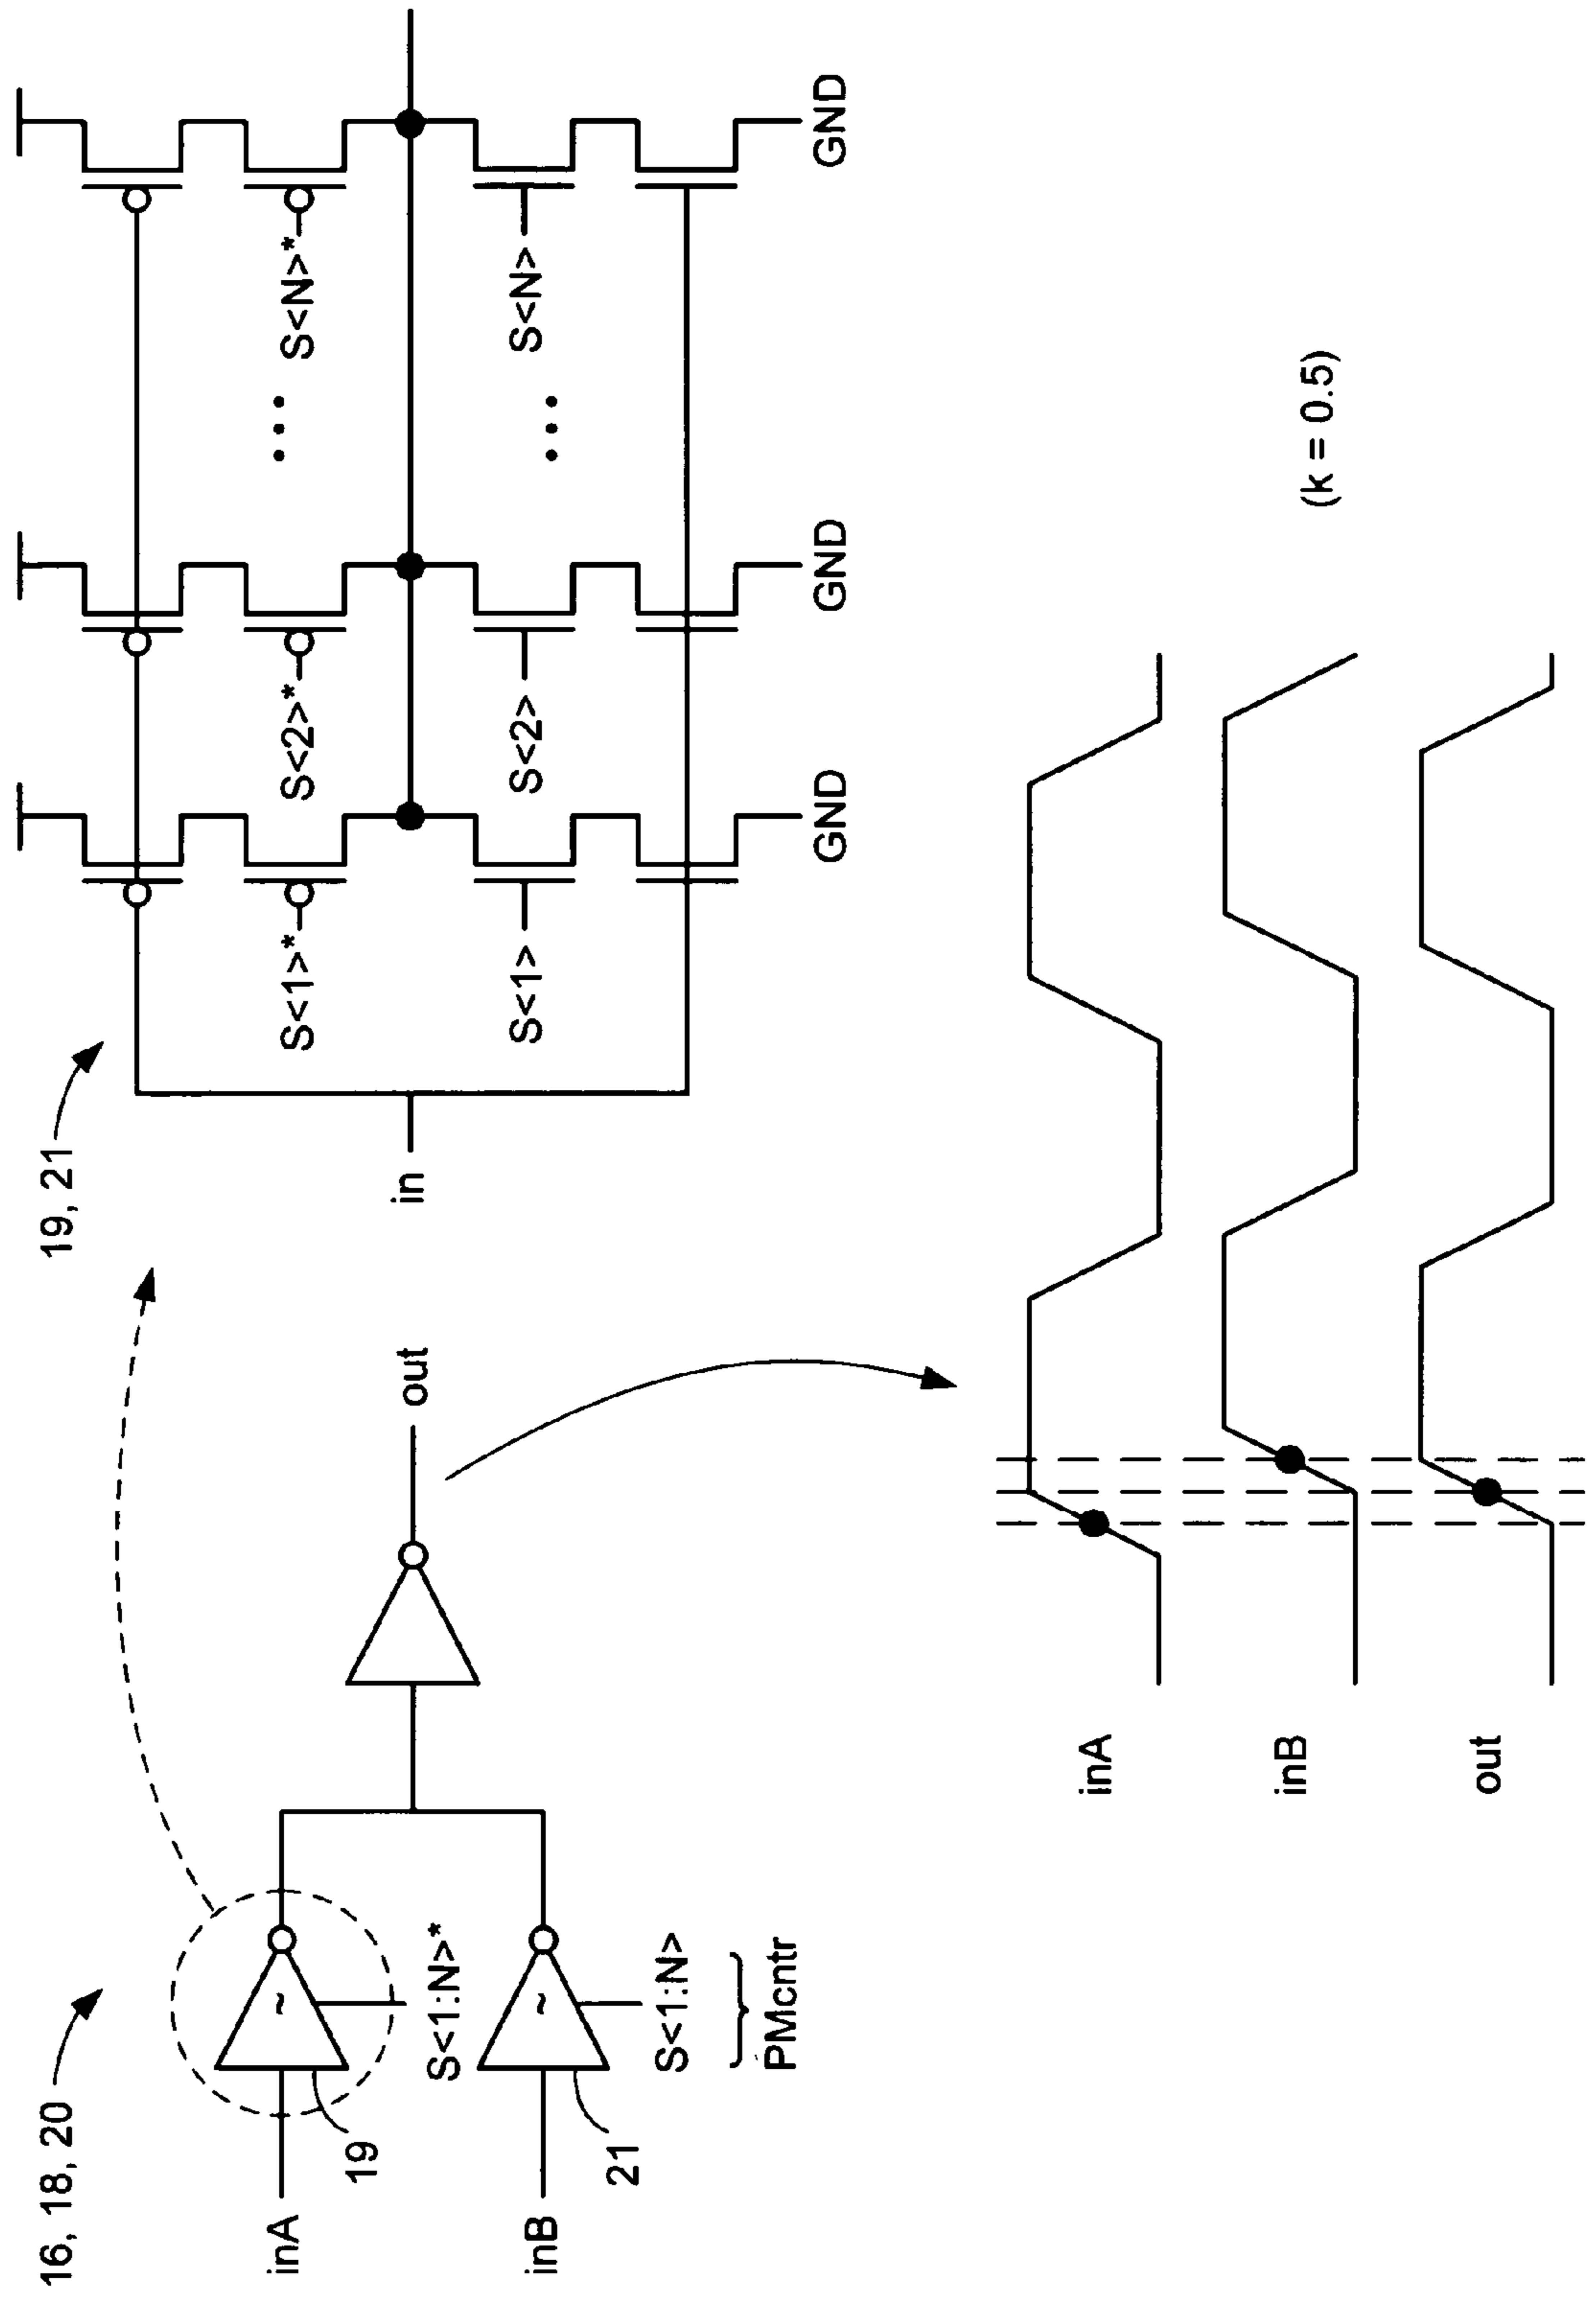 16, 18, 20
inA
19
S<1:N>*
inB
21
S<1:N>
PMcntr
out
19, 21
in
S<1>*
S<2>*
S<N>*
S<1>
S<2>
S<N>
GND
GND
GND
inA
inB
out
(k = 0.5)